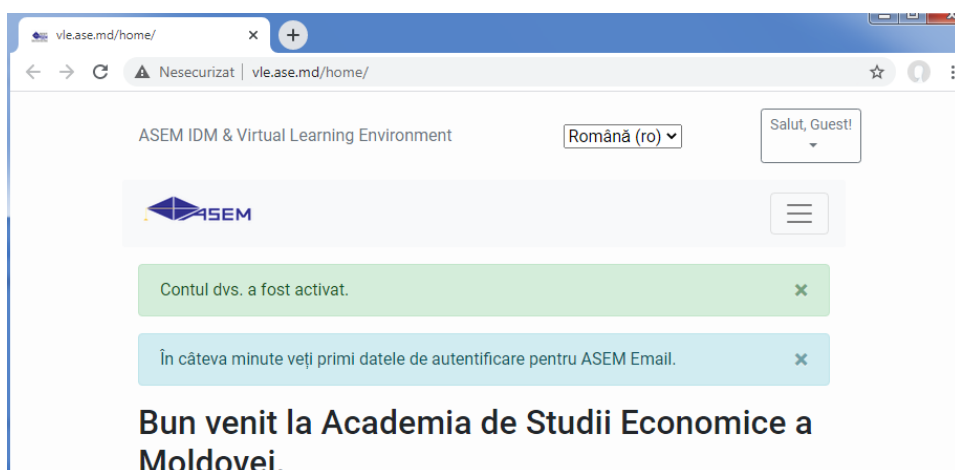 vle.ase.md/home/
Nesecurizat | vle.ase.md/home/
ASEM IDM & Virtual Learning Environment
Română (ro)
Salut, Guest!
ASEM
Contul dvs. a fost activat.
În câteva minute veți primi datele de autentificare pentru ASEM Email.
Bun venit la Academia de Studii Economice a
Moldovei.